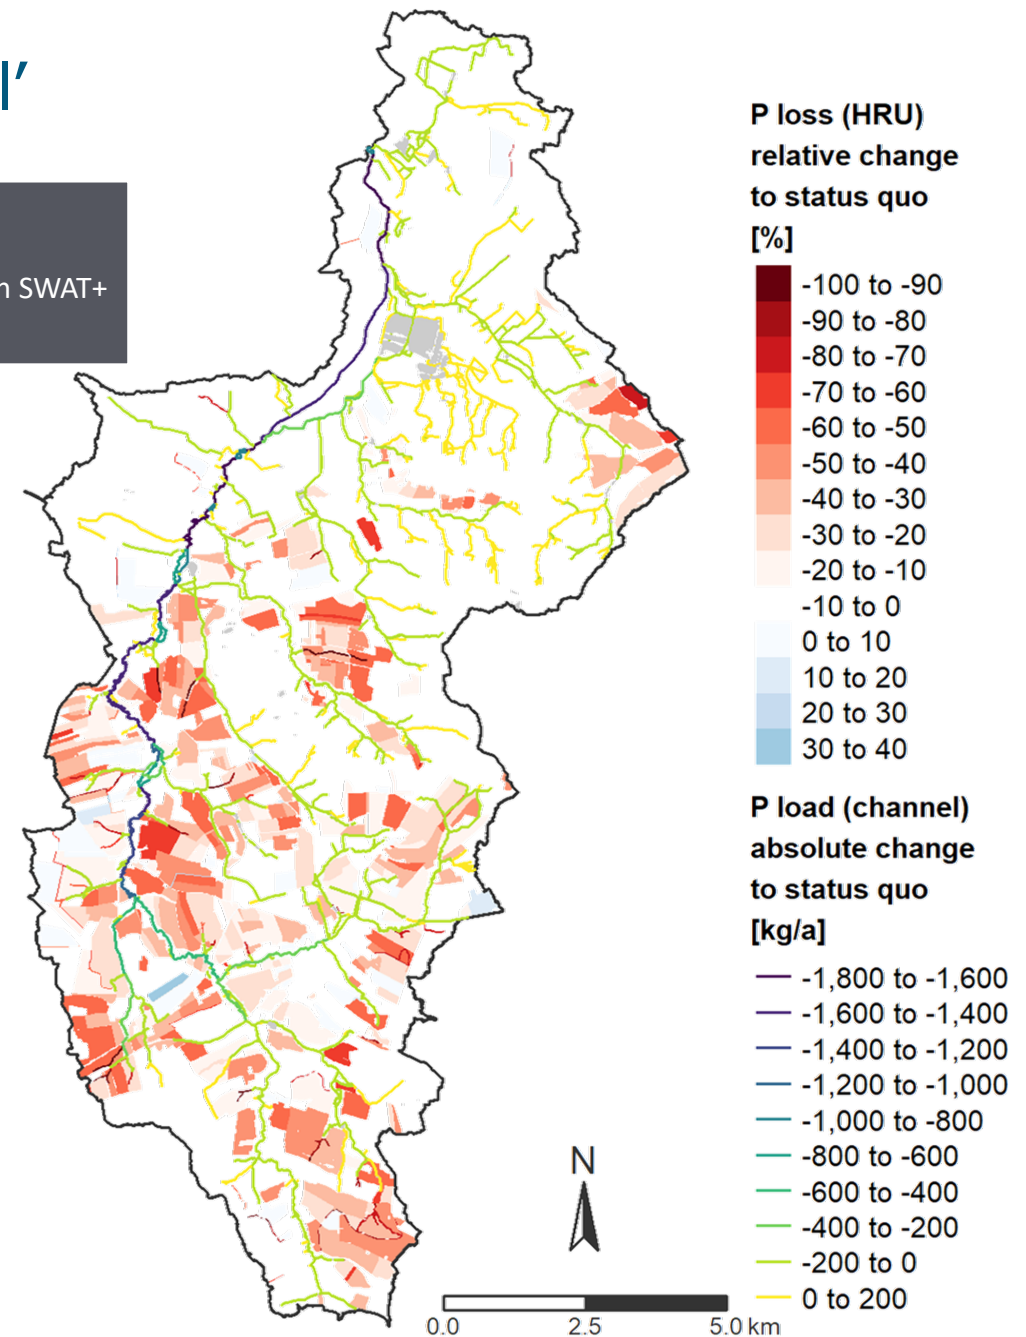 l’
n SWAT+
P loss (HRU)
relative change
to status quo
[%]
-100 to -90
-90 to -80
-80 to -70
-70 to -60
-60 to -50
-50 to -40
-40 to -30
-30 to -20
-20 to -10
-10 to 0
0 to 10
10 to 20
20 to 30
30 to 40
P load (channel)
absolute change
to status quo
[kg/a]
-1,800 to -1,600
-1,600 to -1,400
-1,400 to -1,200
-1,200 to -1,000
-1,000 to -800
-800 to -600
-600 to -400
-400 to -200
-200 to 0
0 to 200
N
0.0 2.5 5.0 km